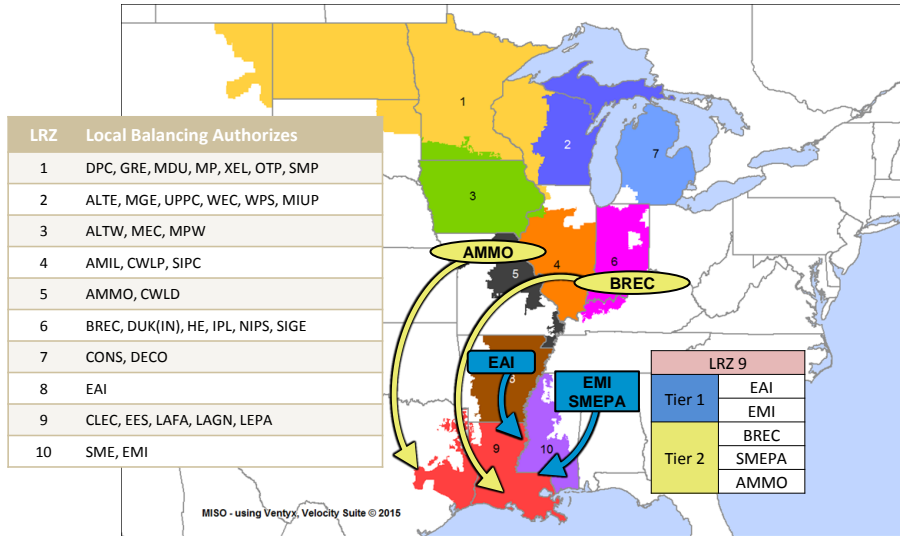 LRZ Local Balancing Authorizes
1 DPC, GRE, MDU, MP, XEL, OTP, SMP
2 ALTE, MGE, UPPC, WEC, WPS, MIUP
3 ALTW, MEC, MPW
4 AMIL, CWLP, SIPC
5 AMMO, CWLD
6 BREC, DUK(IN), HE, IPL, NIPS, SIGE
7 CONS, DECO
8 EAI
9 CLEC, EES, LAFA, LAGN, LEPA
10 SME, EMI
1
2
7
3
AMMO
4
5
6
BREC
EAI
8
EMI
SMEPA
9
10
LRZ 9
Tier 1
EAI
EMI
Tier 2
BREC
SMEPA
AMMO
MISO - using Ventyx, Velocity Suite © 2015